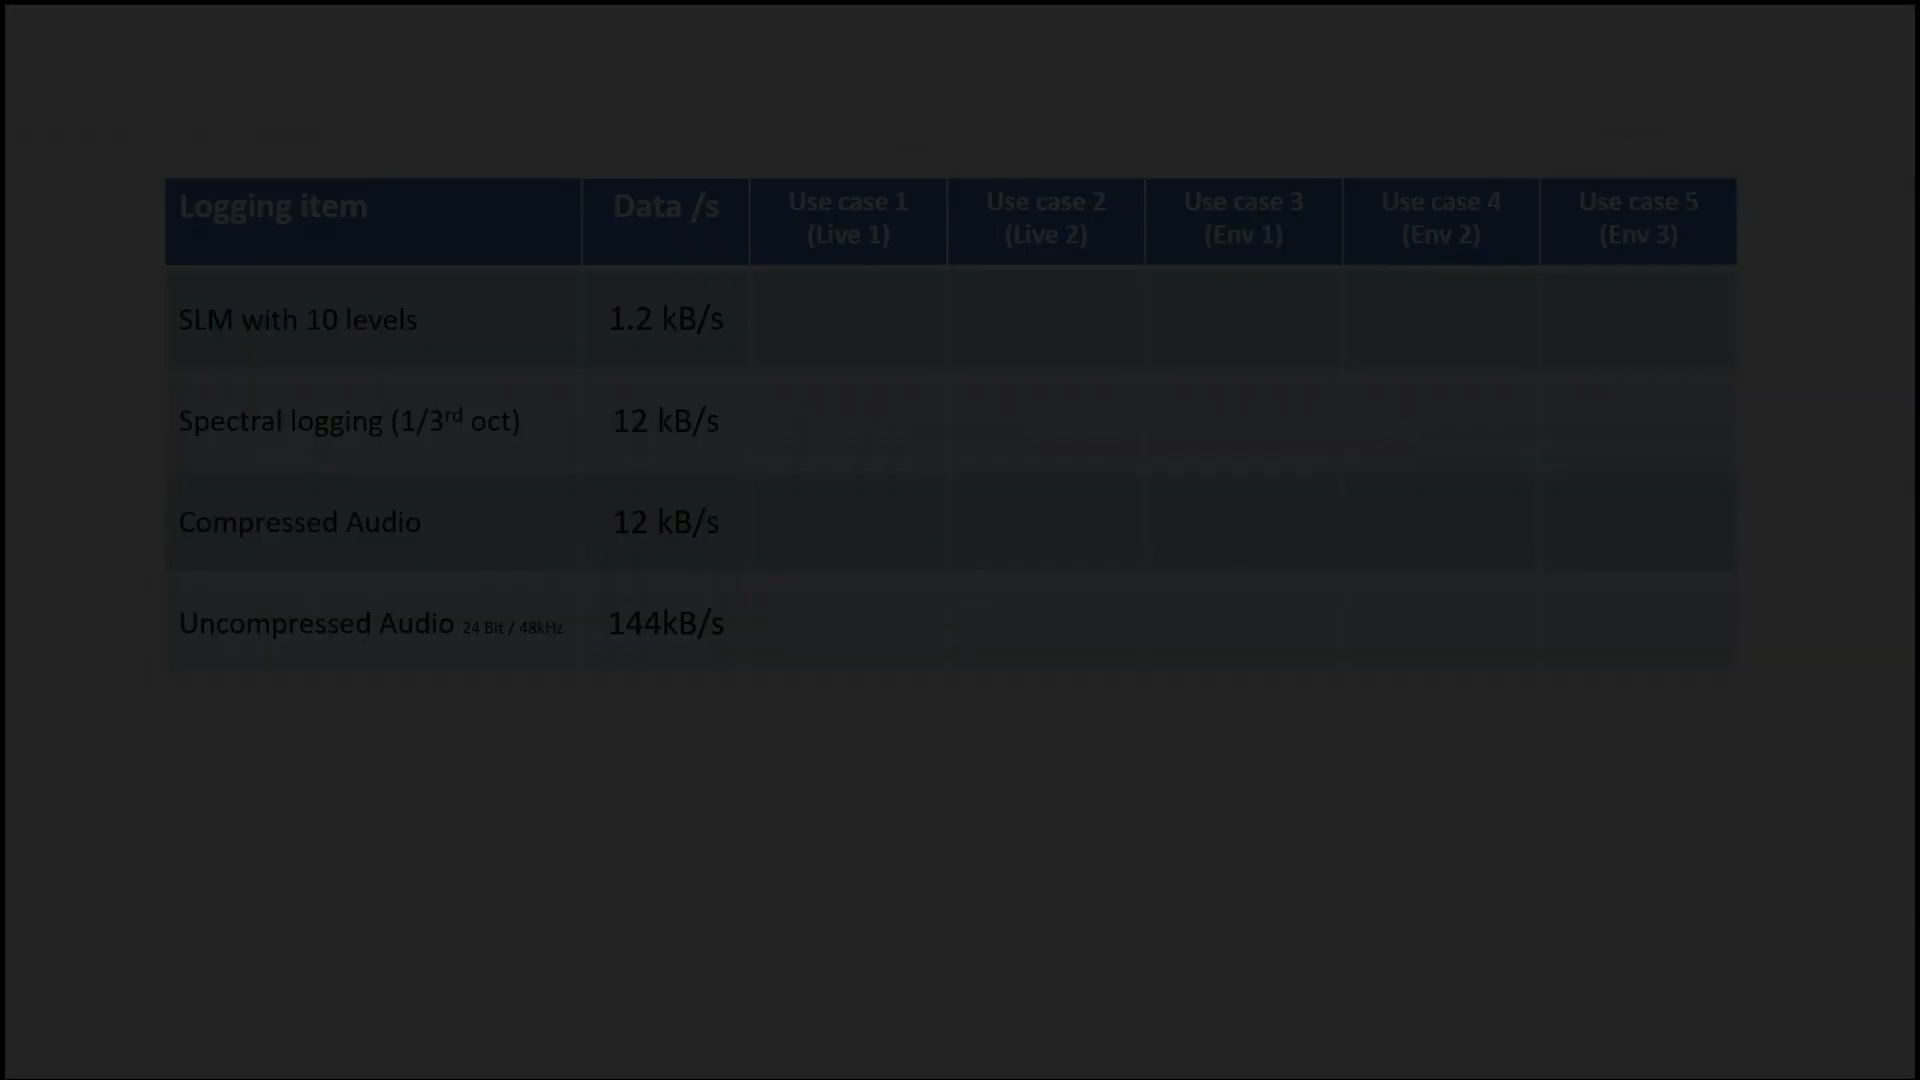 Logging item Data /s Use case 1 Use case 2 Use case 3 Use case 4 Use case 5
(Live 1) (Live 2) (Env 1) (Env 2) (Env 3)
SLM with 10 levels 1.2 kB/s
Spectral logging (1/3rd oct) 12 kB/s
Compressed Audio 12 kB/s
Uncompressed Audio 24 Bit / 48kHz 144kB/s